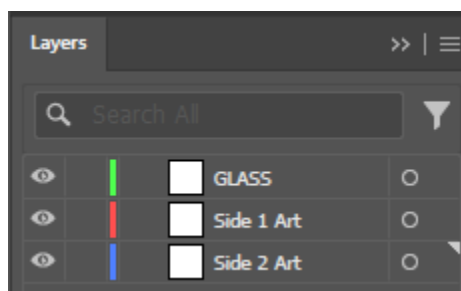 Layers
Search All
GLASS
Side 1 Art
Side 2 Art